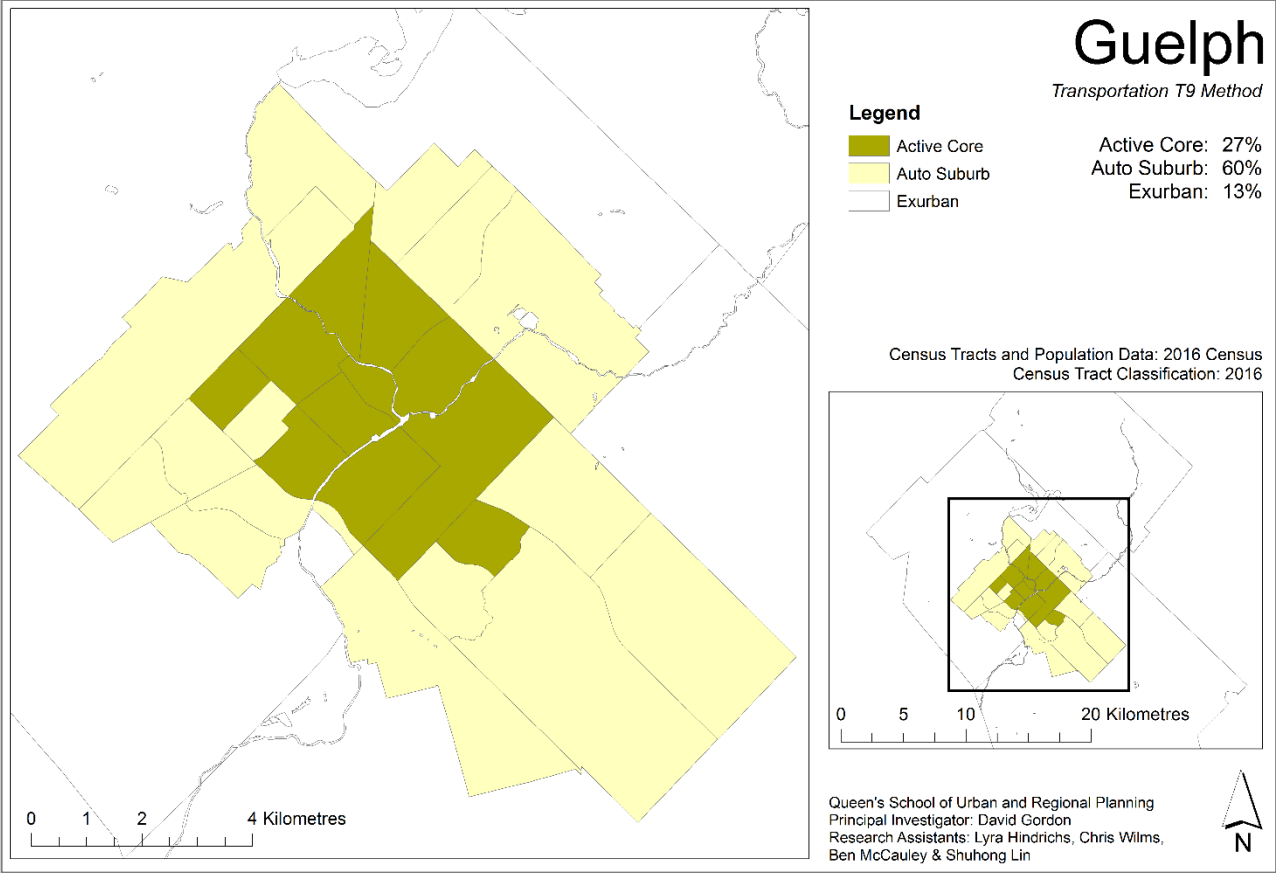 Guelph
Transportation T9 Method
Legend
Active Core
Auto Suburb
Exurban
Active Core: 27%
Auto Suburb: 60%
Exurban: 13%
Census Tracts and Population Data: 2016 Census
Census Tract Classification: 2016
0 5 10 20 Kilometres
0 1 2 4 Kilometres
Queen's School of Urban and Regional Planning
Principal Investigator: David Gordon
Research Assistants: Lyra Hindrichs, Chris Wilms,
Ben McCauley & Shuhong Lin
N